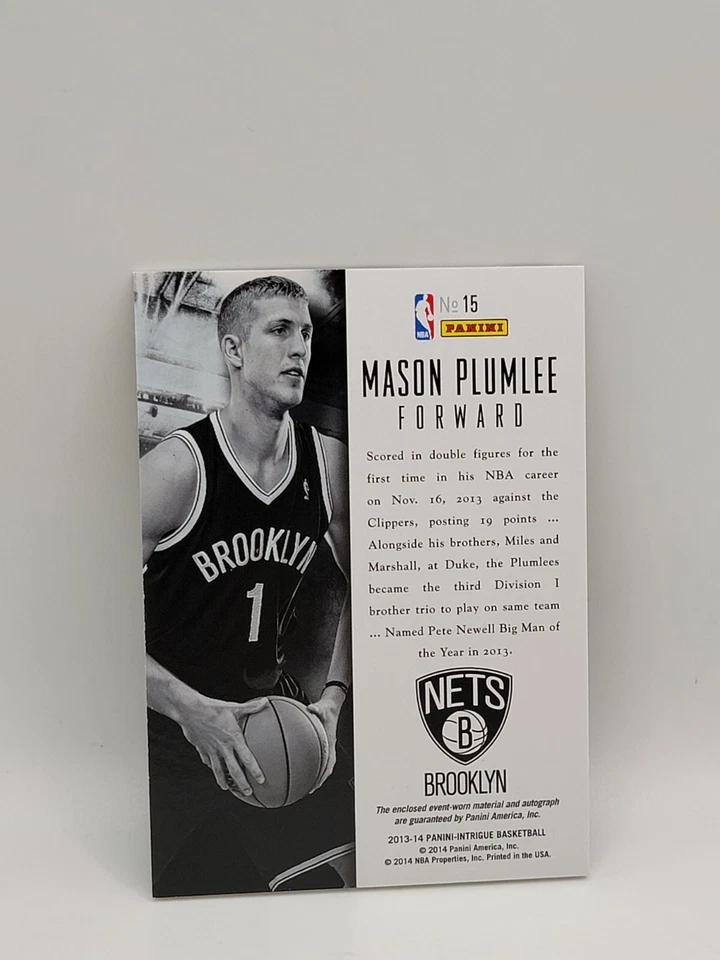 NBA
No 15
PANINI
MASON PLUMLEE
FORWARD
Scored in double figures for the
first time in his NBA career
on Nov. 16, 2013 against the
Clippers, posting 19 points ...
Alongside his brothers, Miles and
Marshall, at Duke, the Plumlees
became the third Division I
brother trio to play on same team
... Named Pete Newell Big Man of
the Year in 2013.
BROOKLYN
1
NETS
B
BROOKLYN
The enclosed event-worn material and autograph
are guaranteed by Panini America, Inc.
2013-14 PANINI-INTRIGUE BASKETBALL
© 2014 Panini America, Inc.
© 2014 NBA Properties, Inc. Printed in the USA.